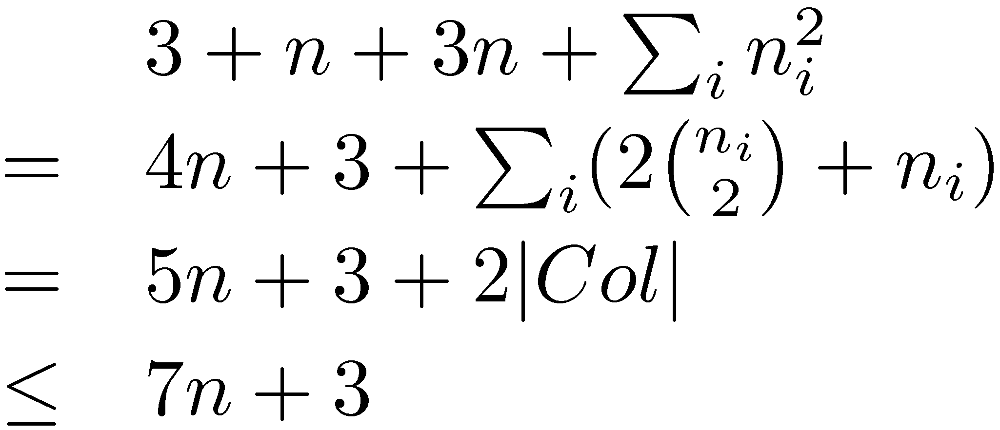 3 + n + 3n + ∑_i n_i^2
= 4n + 3 + ∑_i (2\binom{n_i}{2} + n_i)
= 5n + 3 + 2|Col|
≤ 7n + 3